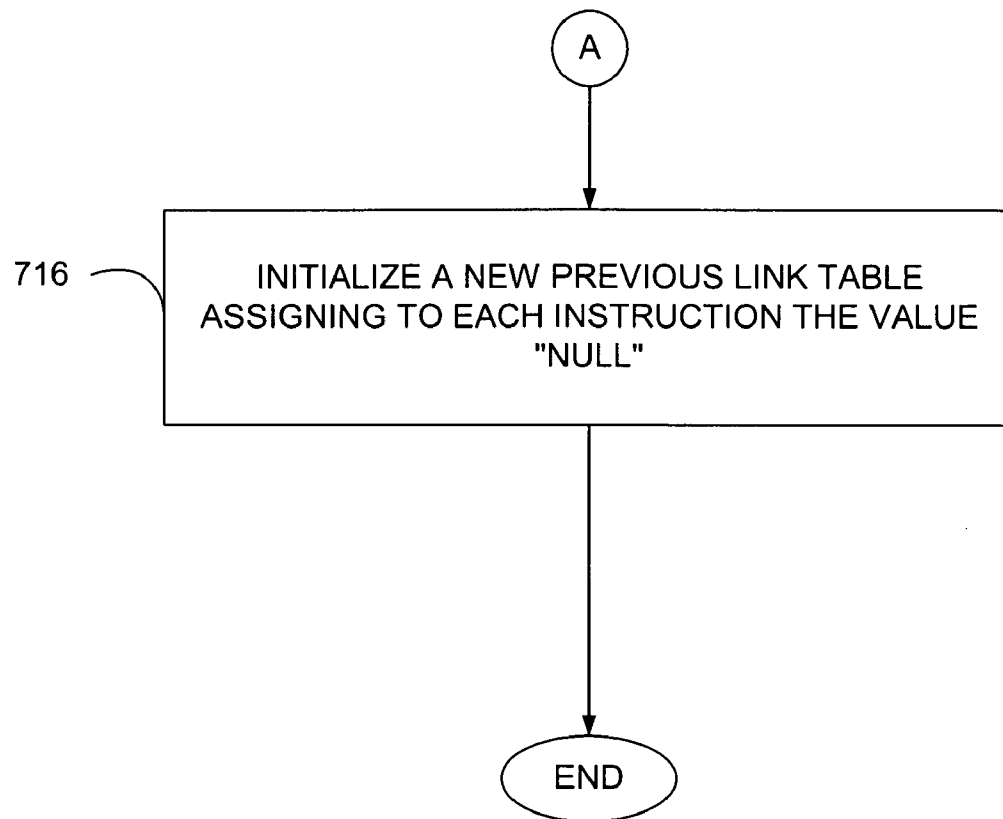 A
716
INITIALIZE A NEW PREVIOUS LINK TABLE
ASSIGNING TO EACH INSTRUCTION THE VALUE
"NULL"
END